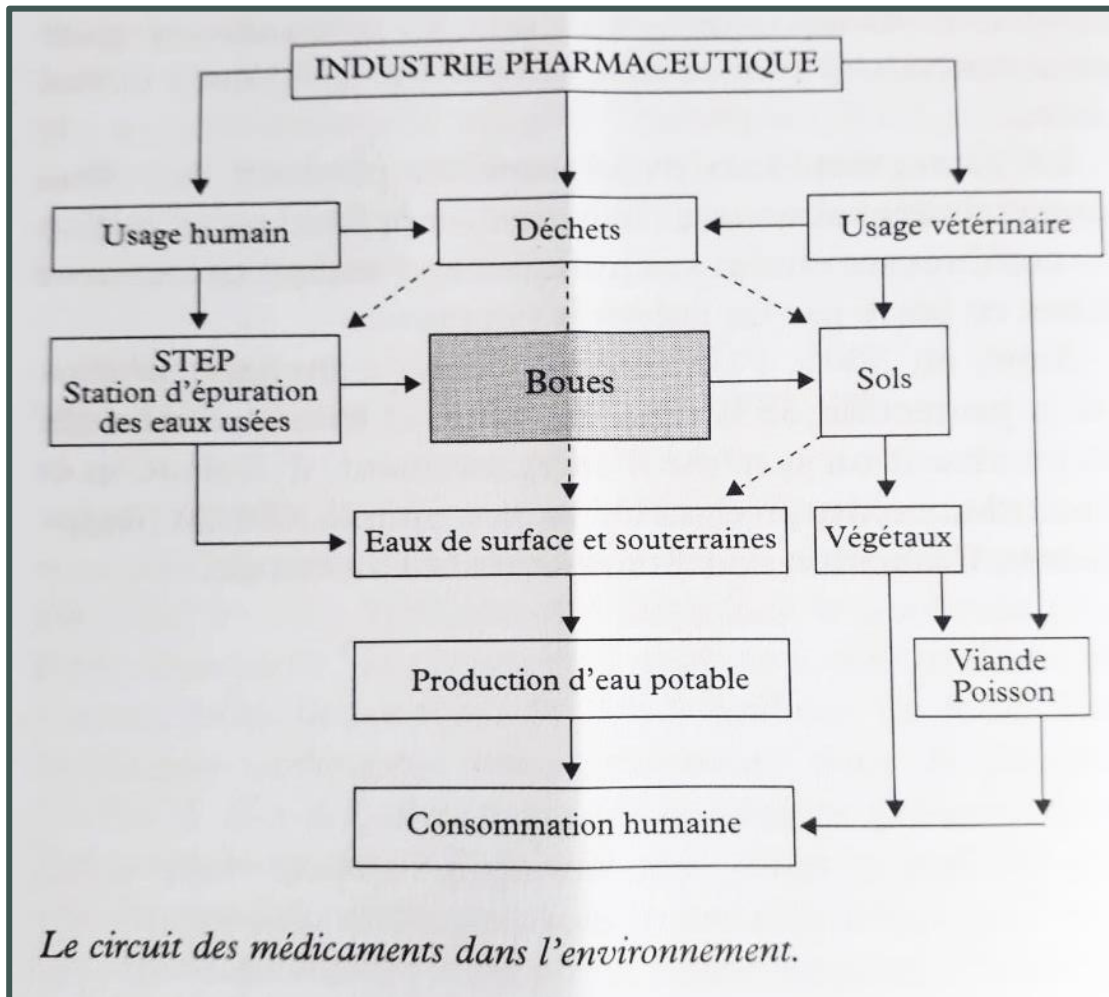 INDUSTRIE PHARMACEUTIQUE
Usage humain
Déchets
Usage vétérinaire
STEP
Station d'épuration
des eaux usées
Boues
Sols
Eaux de surface et souterraines
Végétaux
Production d'eau potable
Viande
Poisson
Consommation humaine
Le circuit des médicaments dans l'environnement.